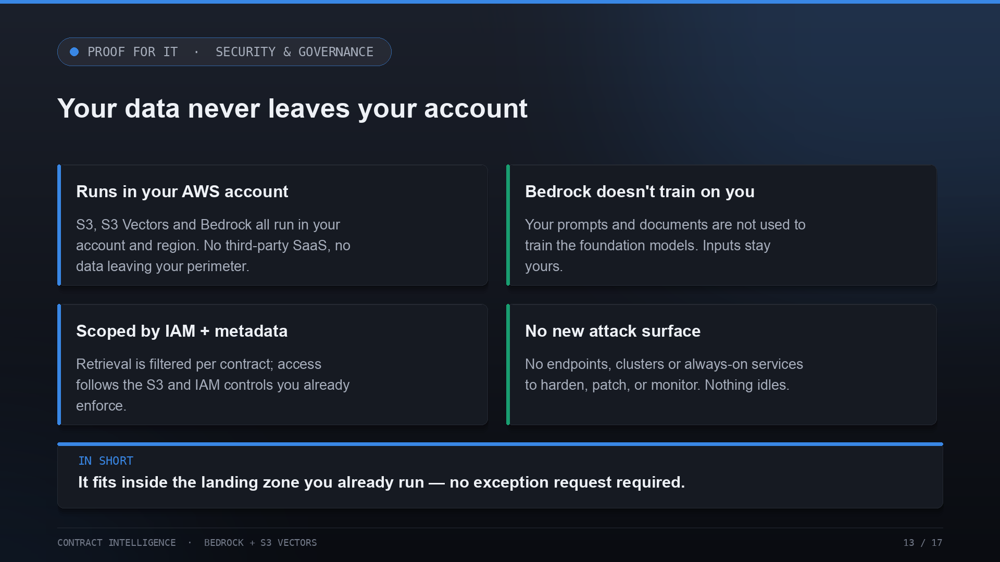 PROOF FOR IT · SECURITY & GOVERNANCE
Your data never leaves your account
Runs in your AWS account
S3, S3 Vectors and Bedrock all run in your
account and region. No third-party SaaS, no
data leaving your perimeter.
Bedrock doesn't train on you
Your prompts and documents are not used to
train the foundation models. Inputs stay
yours.
Scoped by IAM + metadata
Retrieval is filtered per contract; access
follows the S3 and IAM controls you already
enforce.
No new attack surface
No endpoints, clusters or always-on services
to harden, patch, or monitor. Nothing idles.
IN SHORT
It fits inside the landing zone you already run — no exception request required.
CONTRACT INTELLIGENCE · BEDROCK + S3 VECTORS
13 / 17